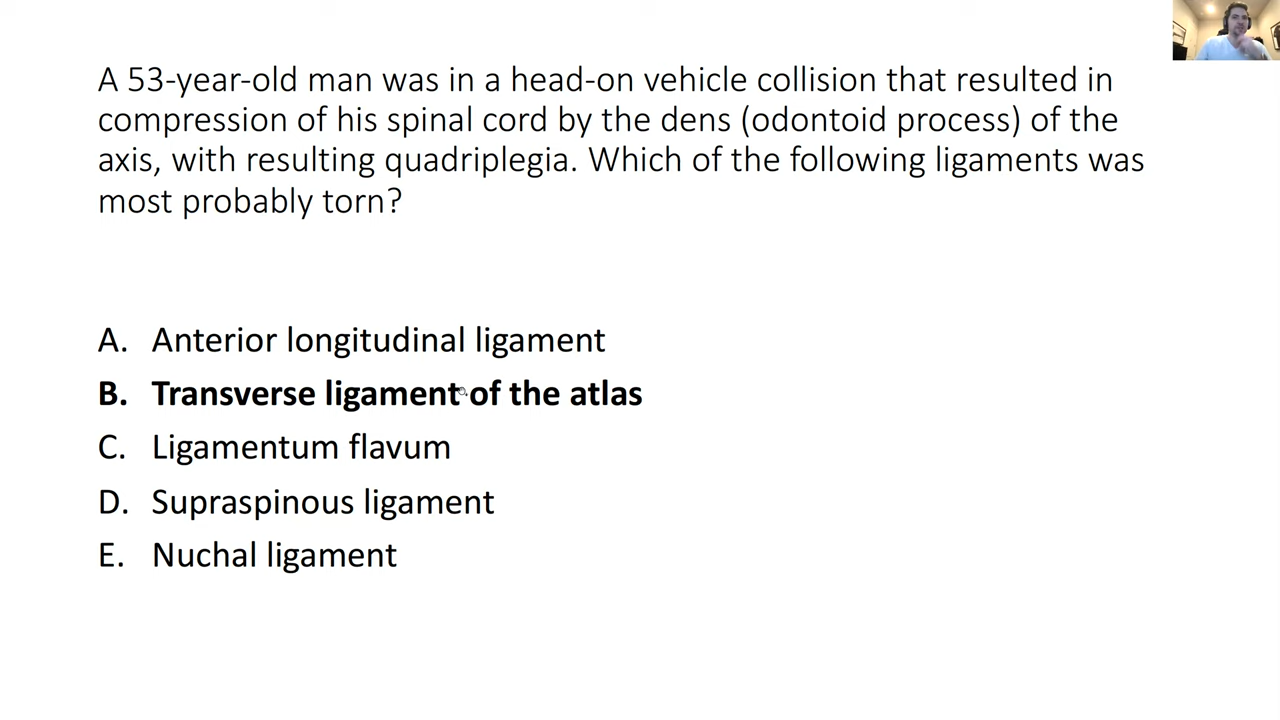 A 53-year-old man was in a head-on vehicle collision that resulted in
compression of his spinal cord by the dens (odontoid process) of the
axis, with resulting quadriplegia. Which of the following ligaments was
most probably torn?
A. Anterior longitudinal ligament
B. Transverse ligament of the atlas
C. Ligamentum flavum
D. Supraspinous ligament
E. Nuchal ligament